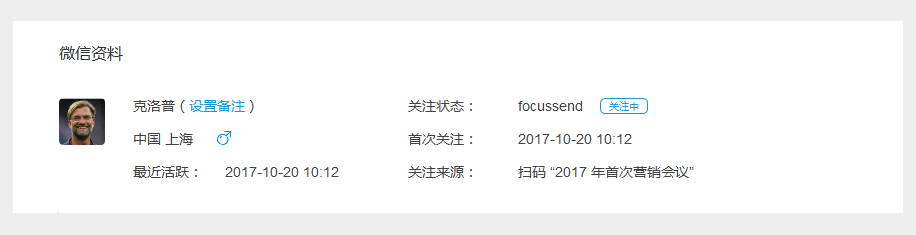 微信资料
克洛普 ( 设置备注 ) 关注状态： focussend 关注中
中国 上海 首次关注： 2017-10-20 10:12
最近活跃： 2017-10-20 10:12 关注来源： 扫码 “2017 年首次营销会议”